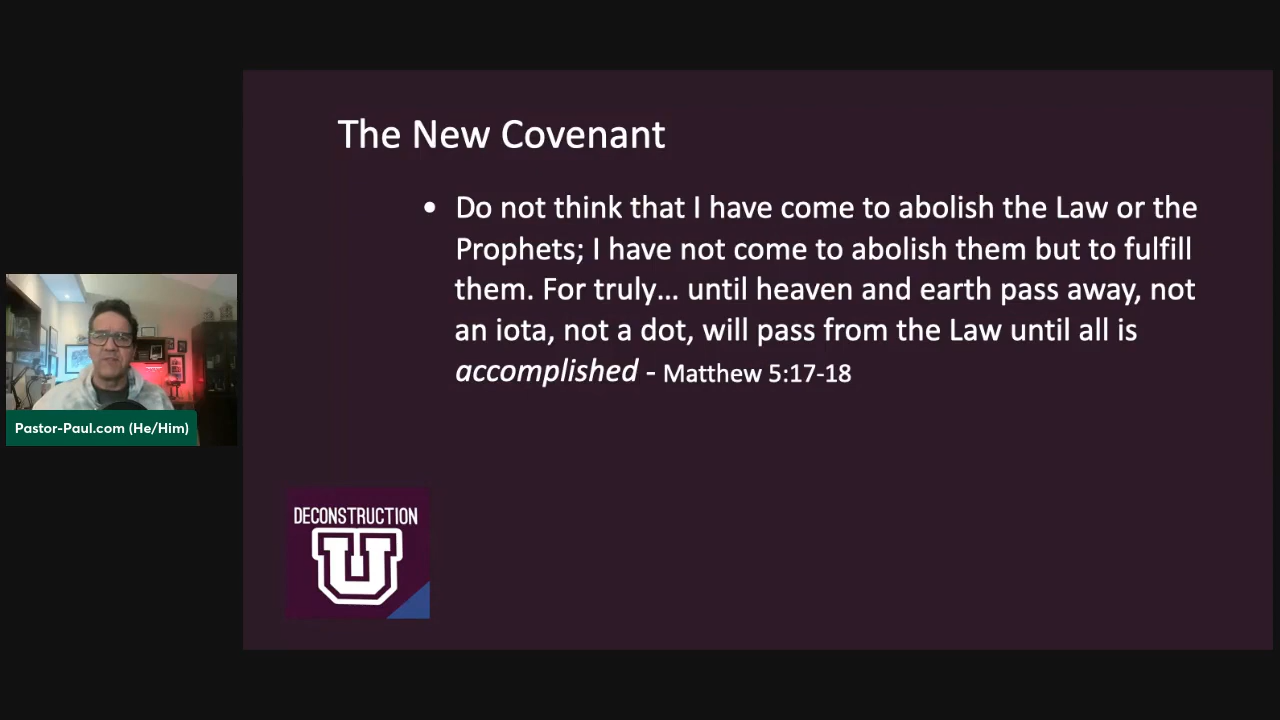 The New Covenant
• Do not think that I have come to abolish the Law or the
Prophets; I have not come to abolish them but to fulfill
them. For truly... until heaven and earth pass away, not
an iota, not a dot, will pass from the Law until all is
accomplished - Matthew 5:17-18
Pastor-Paul.com (He/Him)
DECONSTRUCTION
U